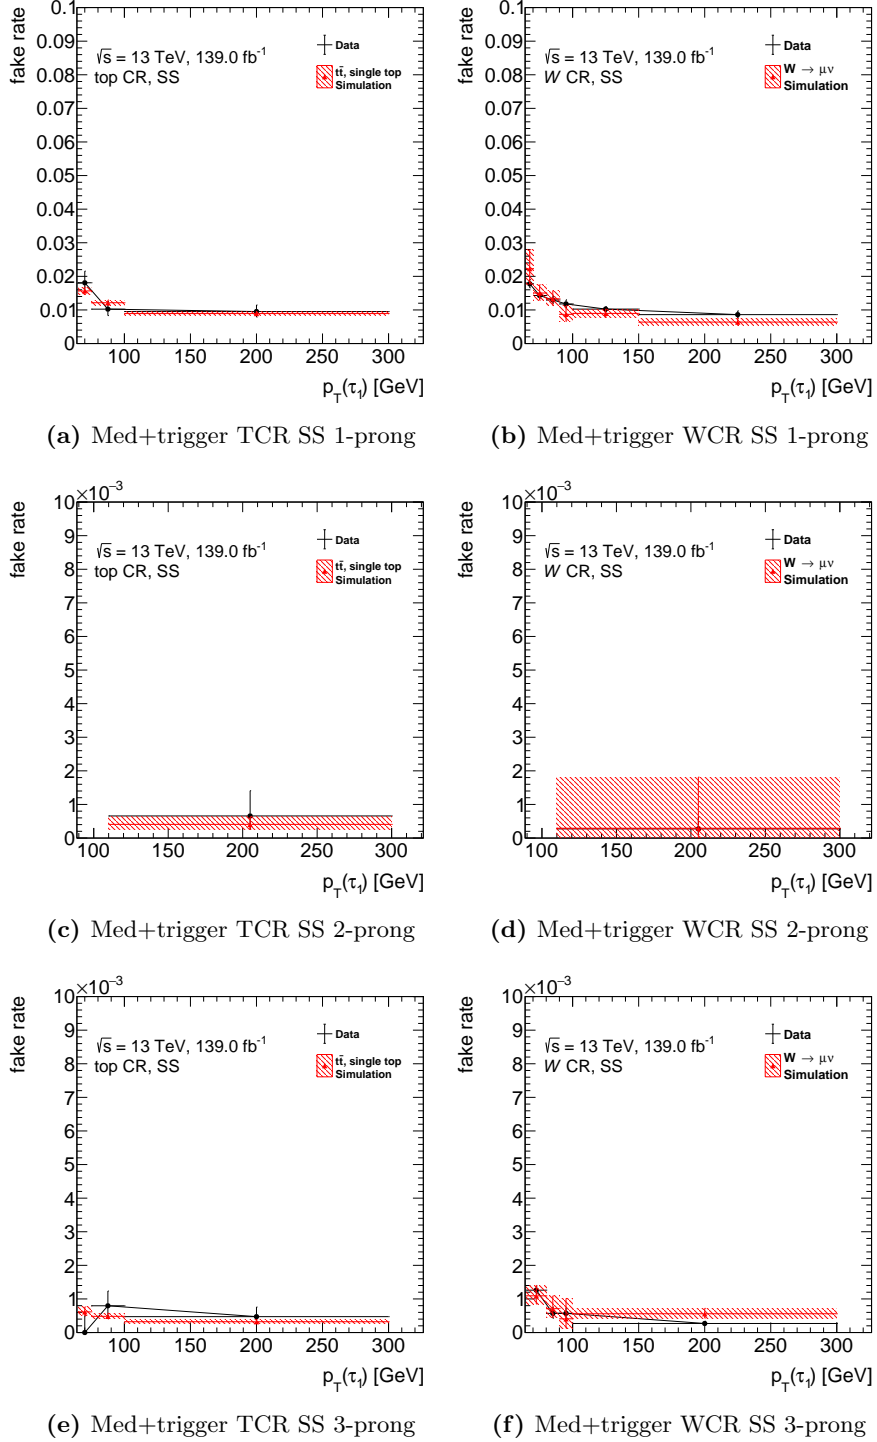 fake rate
0.1
0.09
0.08
0.07
0.06
0.05
0.04
0.03
0.02
0.01
0
√s = 13 TeV, 139.0 fb⁻¹
top CR, SS
Data
tt̄, single top
Simulation
100 150 200 250 300
p_T(τ₁) [GeV]
(a) Med+trigger TCR SS 1-prong
fake rate
0.1
0.09
0.08
0.07
0.06
0.05
0.04
0.03
0.02
0.01
0
√s = 13 TeV, 139.0 fb⁻¹
W CR, SS
Data
W → μν
Simulation
100 150 200 250 300
p_T(τ₁) [GeV]
(b) Med+trigger WCR SS 1-prong
fake rate
×10⁻³
10
9
8
7
6
5
4
3
2
1
0
√s = 13 TeV, 139.0 fb⁻¹
top CR, SS
Data
tt̄, single top
Simulation
100 150 200 250 300
p_T(τ₁) [GeV]
(c) Med+trigger TCR SS 2-prong
fake rate
×10⁻³
10
9
8
7
6
5
4
3
2
1
0
√s = 13 TeV, 139.0 fb⁻¹
W CR, SS
Data
W → μν
Simulation
100 150 200 250 300
p_T(τ₁) [GeV]
(d) Med+trigger WCR SS 2-prong
fake rate
×10⁻³
10
9
8
7
6
5
4
3
2
1
0
√s = 13 TeV, 139.0 fb⁻¹
top CR, SS
Data
tt̄, single top
Simulation
100 150 200 250 300
p_T(τ₁) [GeV]
(e) Med+trigger TCR SS 3-prong
fake rate
×10⁻³
10
9
8
7
6
5
4
3
2
1
0
√s = 13 TeV, 139.0 fb⁻¹
W CR, SS
Data
W → μν
Simulation
100 150 200 250 300
p_T(τ₁) [GeV]
(f) Med+trigger WCR SS 3-prong